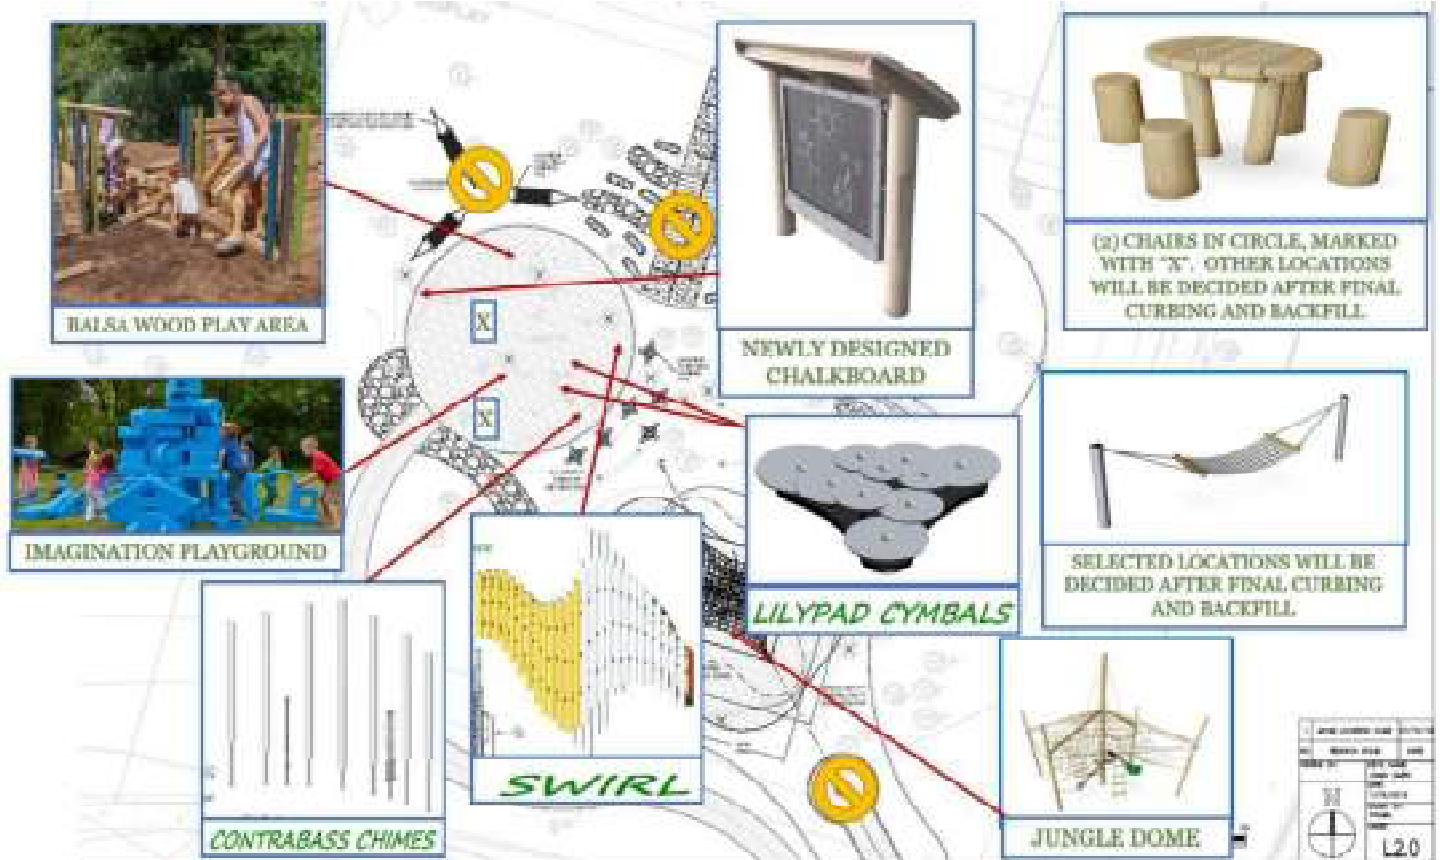 DISPLAY
BALSA WOOD PLAY AREA
NEWLY DESIGNED
CHALKBOARD
(2) CHAIRS IN CIRCLE, MARKED
WITH "X". OTHER LOCATIONS
WILL BE DECIDED AFTER FINAL
CURBING AND BACKFILL
X
X
IMAGINATION PLAYGROUND
LILYPAD CYMBALS
SELECTED LOCATIONS WILL BE
DECIDED AFTER FINAL CURBING
AND BACKFILL
SWIRL
CONTRABASS CHIMES
JUNGLE DOME
L2.0